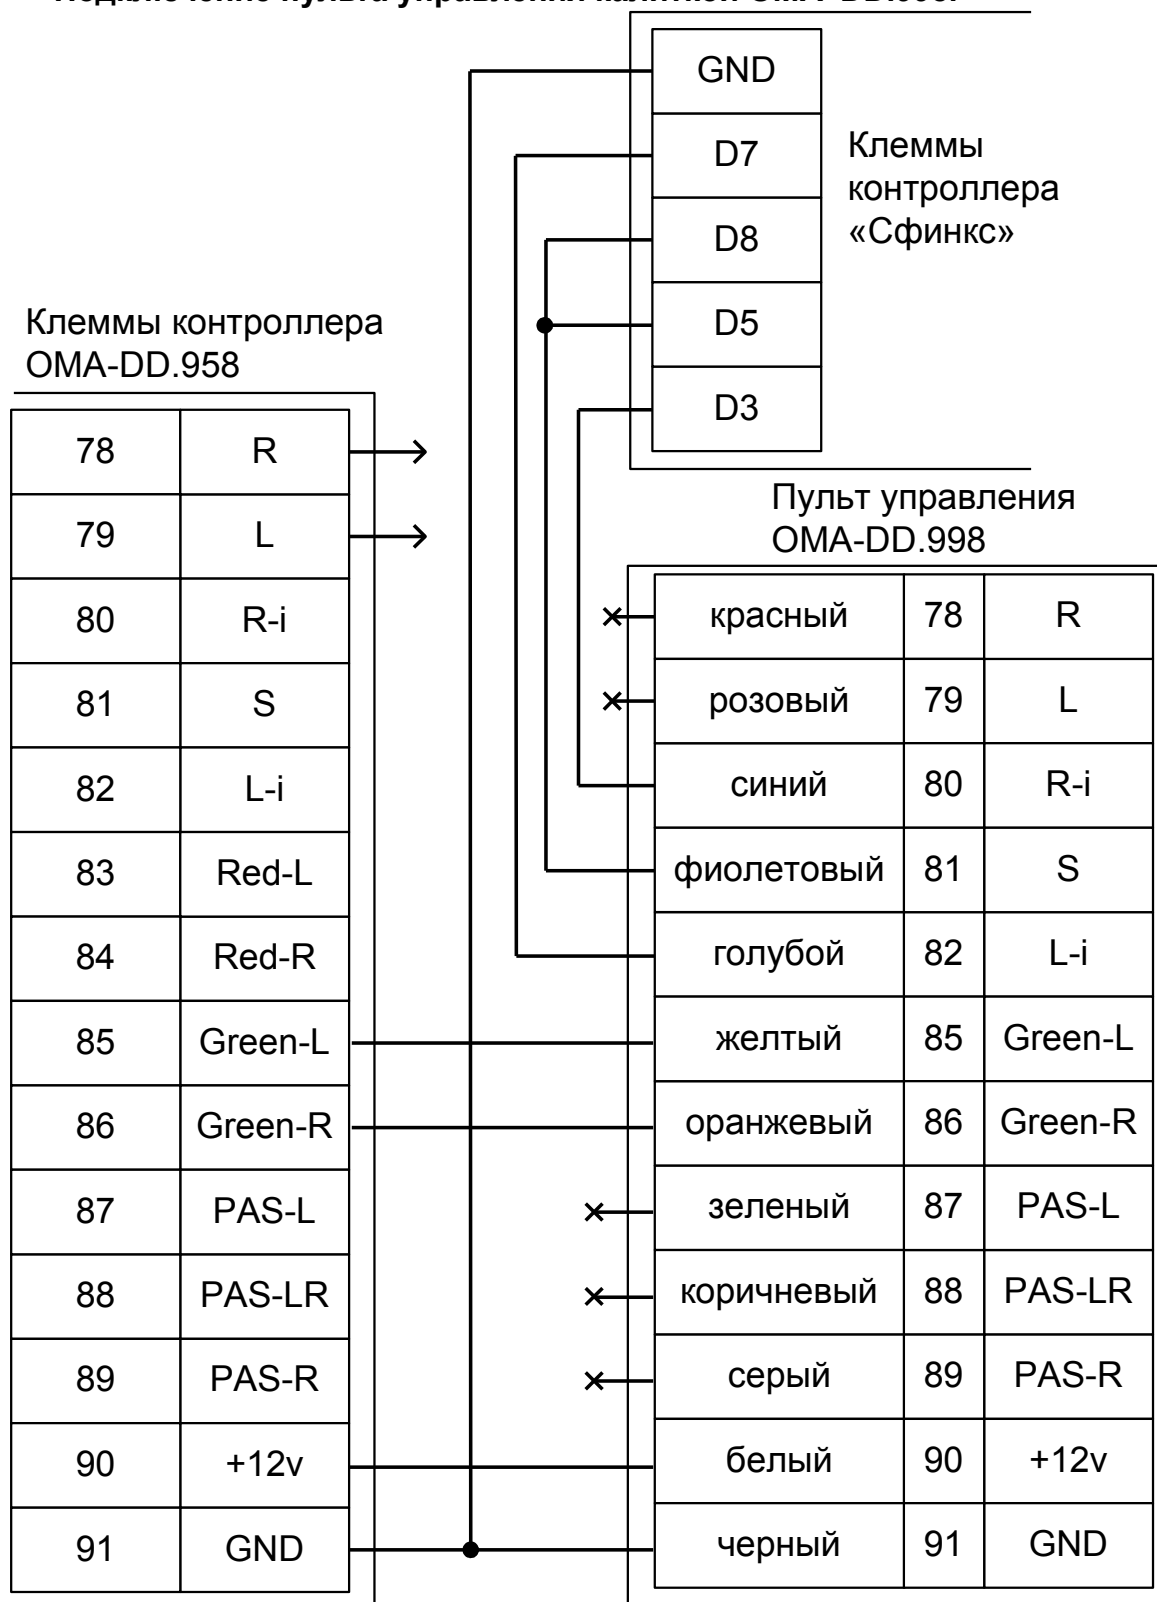 GND
D7
D8
D5
D3
Клеммы
контроллера
«Сфинкс»
Клеммы контроллера
OMA-DD.958
78 R
79 L
80 R-i
81 S
82 L-i
83 Red-L
84 Red-R
85 Green-L
86 Green-R
87 PAS-L
88 PAS-LR
89 PAS-R
90 +12v
91 GND
Пульт управления
OMA-DD.998
красный 78 R
розовый 79 L
синий 80 R-i
фиолетовый 81 S
голубой 82 L-i
желтый 85 Green-L
оранжевый 86 Green-R
зеленый 87 PAS-L
коричневый 88 PAS-LR
серый 89 PAS-R
белый 90 +12v
черный 91 GND